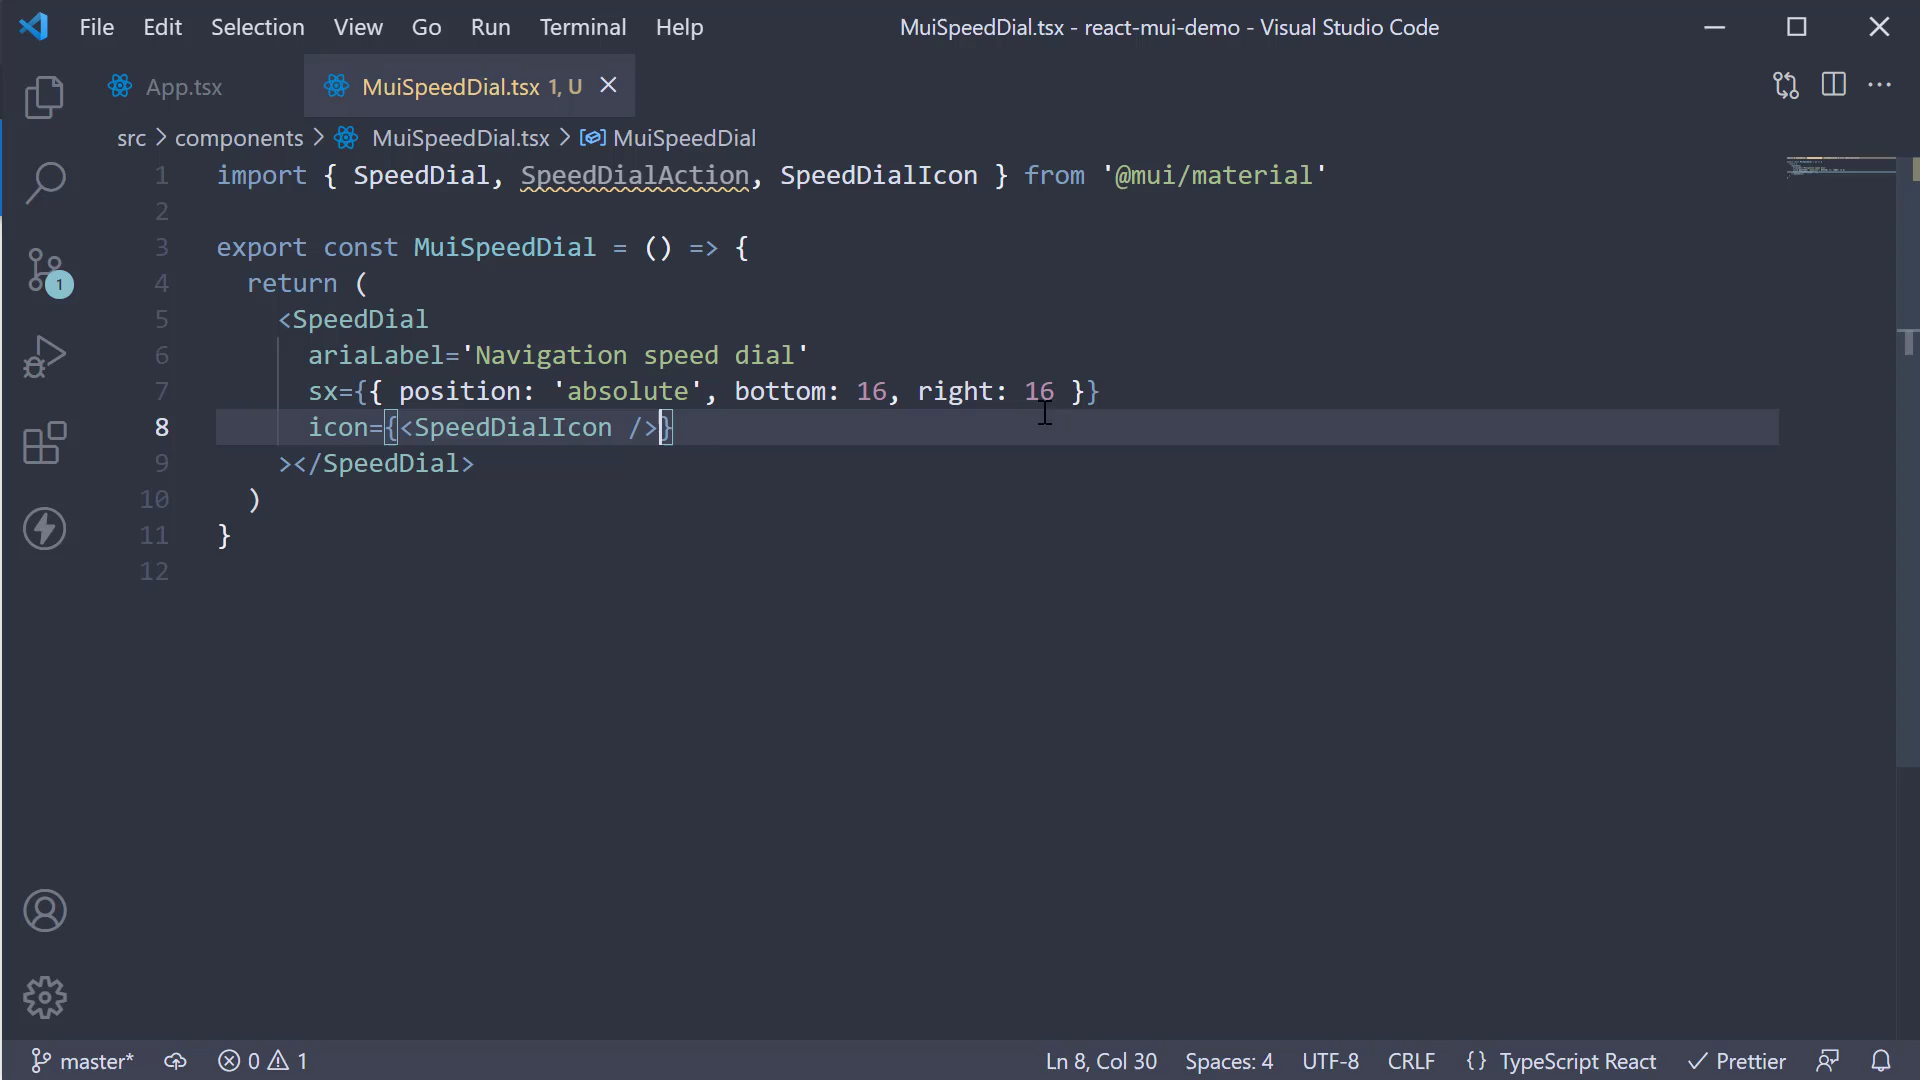 File Edit Selection View Go Run Terminal Help MuiSpeedDial.tsx - react-mui-demo - Visual Studio Code
App.tsx MuiSpeedDial.tsx 1, U
src > components > MuiSpeedDial.tsx > MuiSpeedDial
1 import { SpeedDial, SpeedDialAction, SpeedDialIcon } from '@mui/material'
2
3 export const MuiSpeedDial = () => {
4 return (
5 <SpeedDial
6 ariaLabel='Navigation speed dial'
7 sx={{ position: 'absolute', bottom: 16, right: 16 }}
8 icon={<SpeedDialIcon />}
9 ></SpeedDial>
10 )
11 }
12
1
master* 0 1 Ln 8, Col 30 Spaces: 4 UTF-8 CRLF {} TypeScript React Prettier